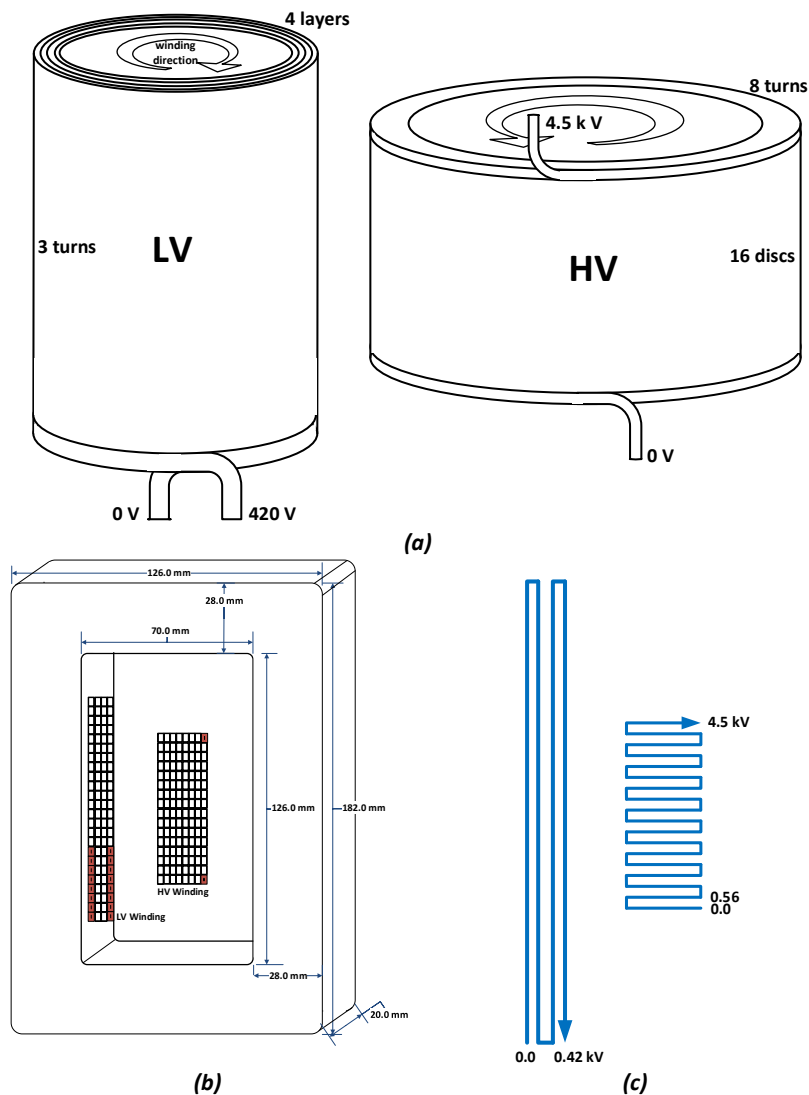 4 layers
winding
direction
3 turns
LV
0 V
420 V
8 turns
4.5 k V
HV
16 discs
0 V
(a)
126.0 mm
28.0 mm
70.0 mm
126.0 mm
182.0 mm
HV Winding
LV Winding
28.0 mm
20.0 mm
(b)
4.5 kV
0.56
0.0
0.0
0.42 kV
(c)